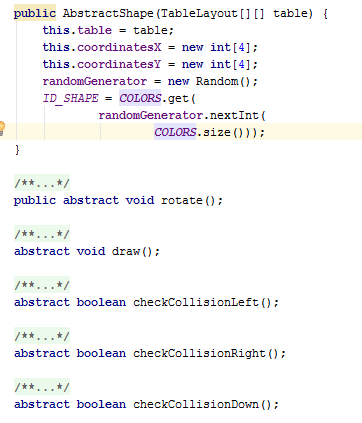 public AbstractShape(TableLayout[][] table) {
this.table = table;
this.coordinatesX = new int[4];
this.coordinatesY = new int[4];
randomGenerator = new Random();
ID_SHAPE = COLORS.get(
randomGenerator.nextInt(
COLORS.size()));
}
/**...*/
public abstract void rotate();
/**...*/
abstract void draw();
/**...*/
abstract boolean checkCollisionLeft();
/**...*/
abstract boolean checkCollisionRight();
/**...*/
abstract boolean checkCollisionDown();